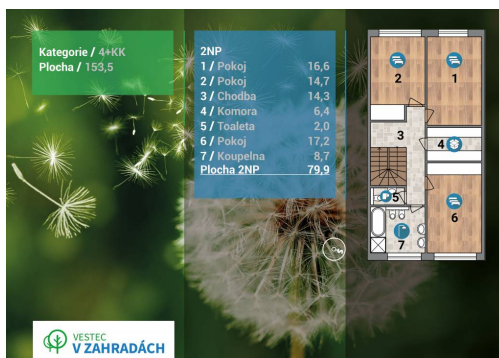 Kategorie / 4+KK
Plocha / 153,5
2NP
1 / Pokoj 16,6
2 / Pokoj 14,7
3 / Chodba 14,3
4 / Komora 6,4
5 / Toaleta 2,0
6 / Pokoj 17,2
7 / Koupelna 8,7
Plocha 2NP 79,9
2
1
3
4
5
6
7
VESTEC
V ZAHRADÁCH